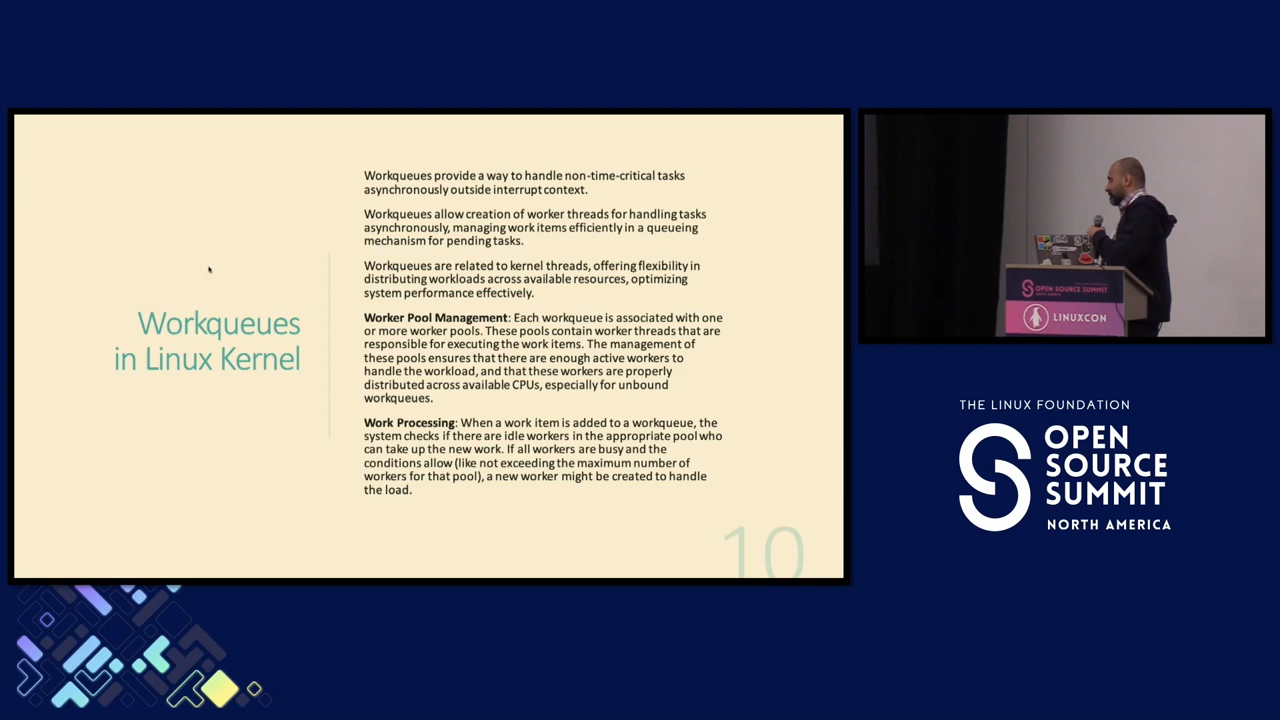 Workqueues
in Linux Kernel
Workqueues provide a way to handle non-time-critical tasks
asynchronously outside interrupt context.
Workqueues allow creation of worker threads for handling tasks
asynchronously, managing work items efficiently in a queueing
mechanism for pending tasks.
Workqueues are related to kernel threads, offering flexibility in
distributing workloads across available resources, optimizing
system performance effectively.
Worker Pool Management: Each workqueue is associated with one
or more worker pools. These pools contain worker threads that are
responsible for executing the work items. The management of
these pools ensures that there are enough active workers to
handle the workload, and that these workers are properly
distributed across available CPUs, especially for unbound
workqueues.
Work Processing: When a work item is added to a workqueue, the
system checks if there are idle workers in the appropriate pool who
can take up the new work. If all workers are busy and the
conditions allow (like not exceeding the maximum number of
workers for that pool), a new worker might be created to handle
the load.
10
OPEN SOURCE SUMMIT
LINUXCON
THE LINUX FOUNDATION
OPEN
SOURCE
SUMMIT
NORTH AMERICA